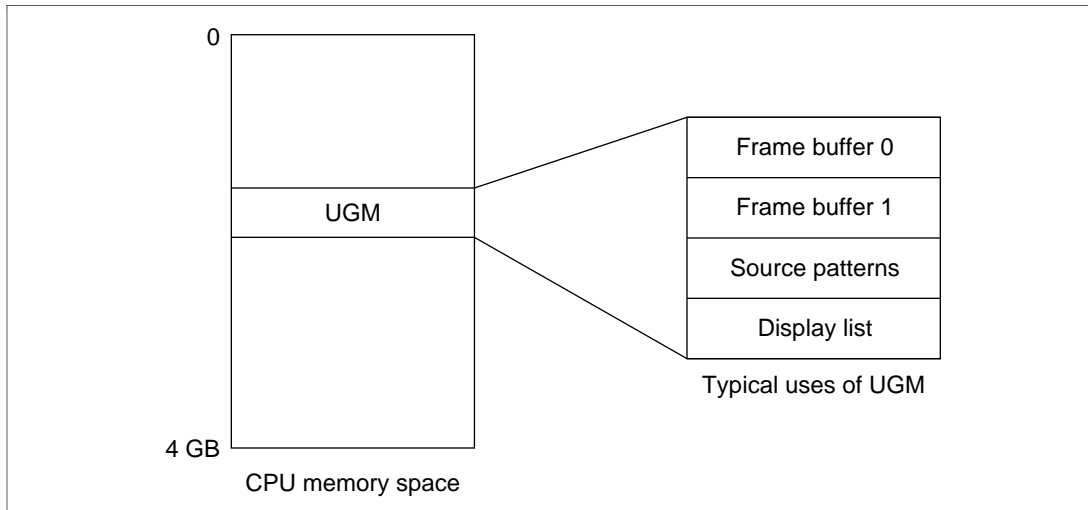 0
UGM
4 GB
CPU memory space
Frame buffer 0
Frame buffer 1
Source patterns
Display list
Typical uses of UGM